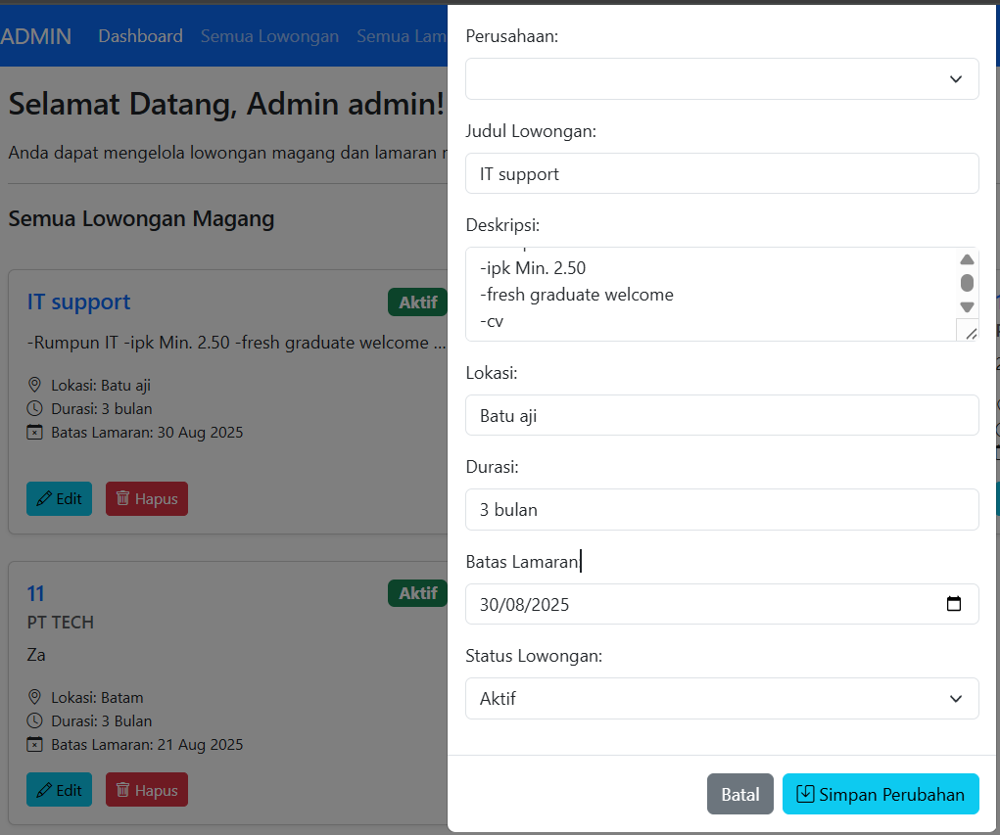 ADMIN Dashboard Semua Lowongan Semua Lam
Selamat Datang, Admin admin!
Anda dapat mengelola lowongan magang dan lamaran
Semua Lowongan Magang
IT support Aktif
-Rumpun IT -ipk Min. 2.50 -fresh graduate welcome ...
Lokasi: Batu aji
Durasi: 3 bulan
Batas Lamaran: 30 Aug 2025
Edit Hapus
11 Aktif
PT TECH
Za
Lokasi: Batam
Durasi: 3 Bulan
Batas Lamaran: 21 Aug 2025
Edit Hapus
Perusahaan:
Judul Lowongan:
IT support
Deskripsi:
-ipk Min. 2.50
-fresh graduate welcome
-cv
Lokasi:
Batu aji
Durasi:
3 bulan
Batas Lamaran:
30/08/2025
Status Lowongan:
Aktif
Batal Simpan Perubahan